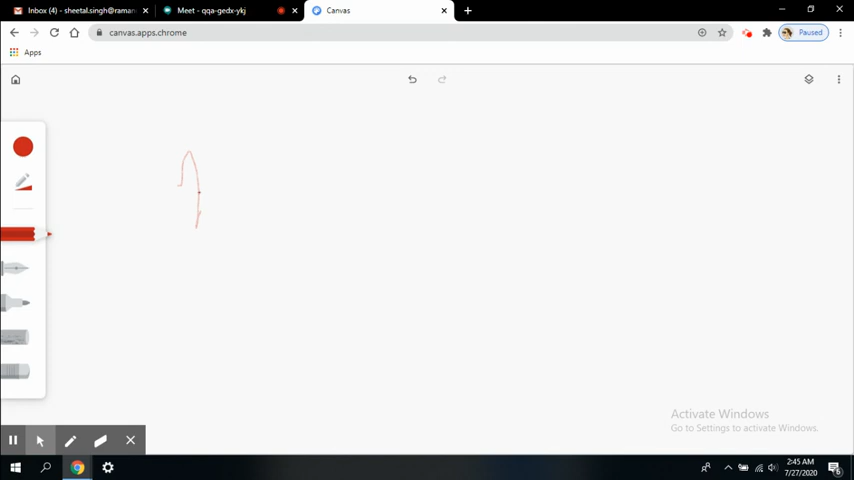 Inbox (4) - sheetal.singh@raman
Meet - qqa-gedx-ykj
Canvas
canvas.apps.chrome
Paused
Apps
Activate Windows
Go to Settings to activate Windows.
2:45 AM
7/27/2020